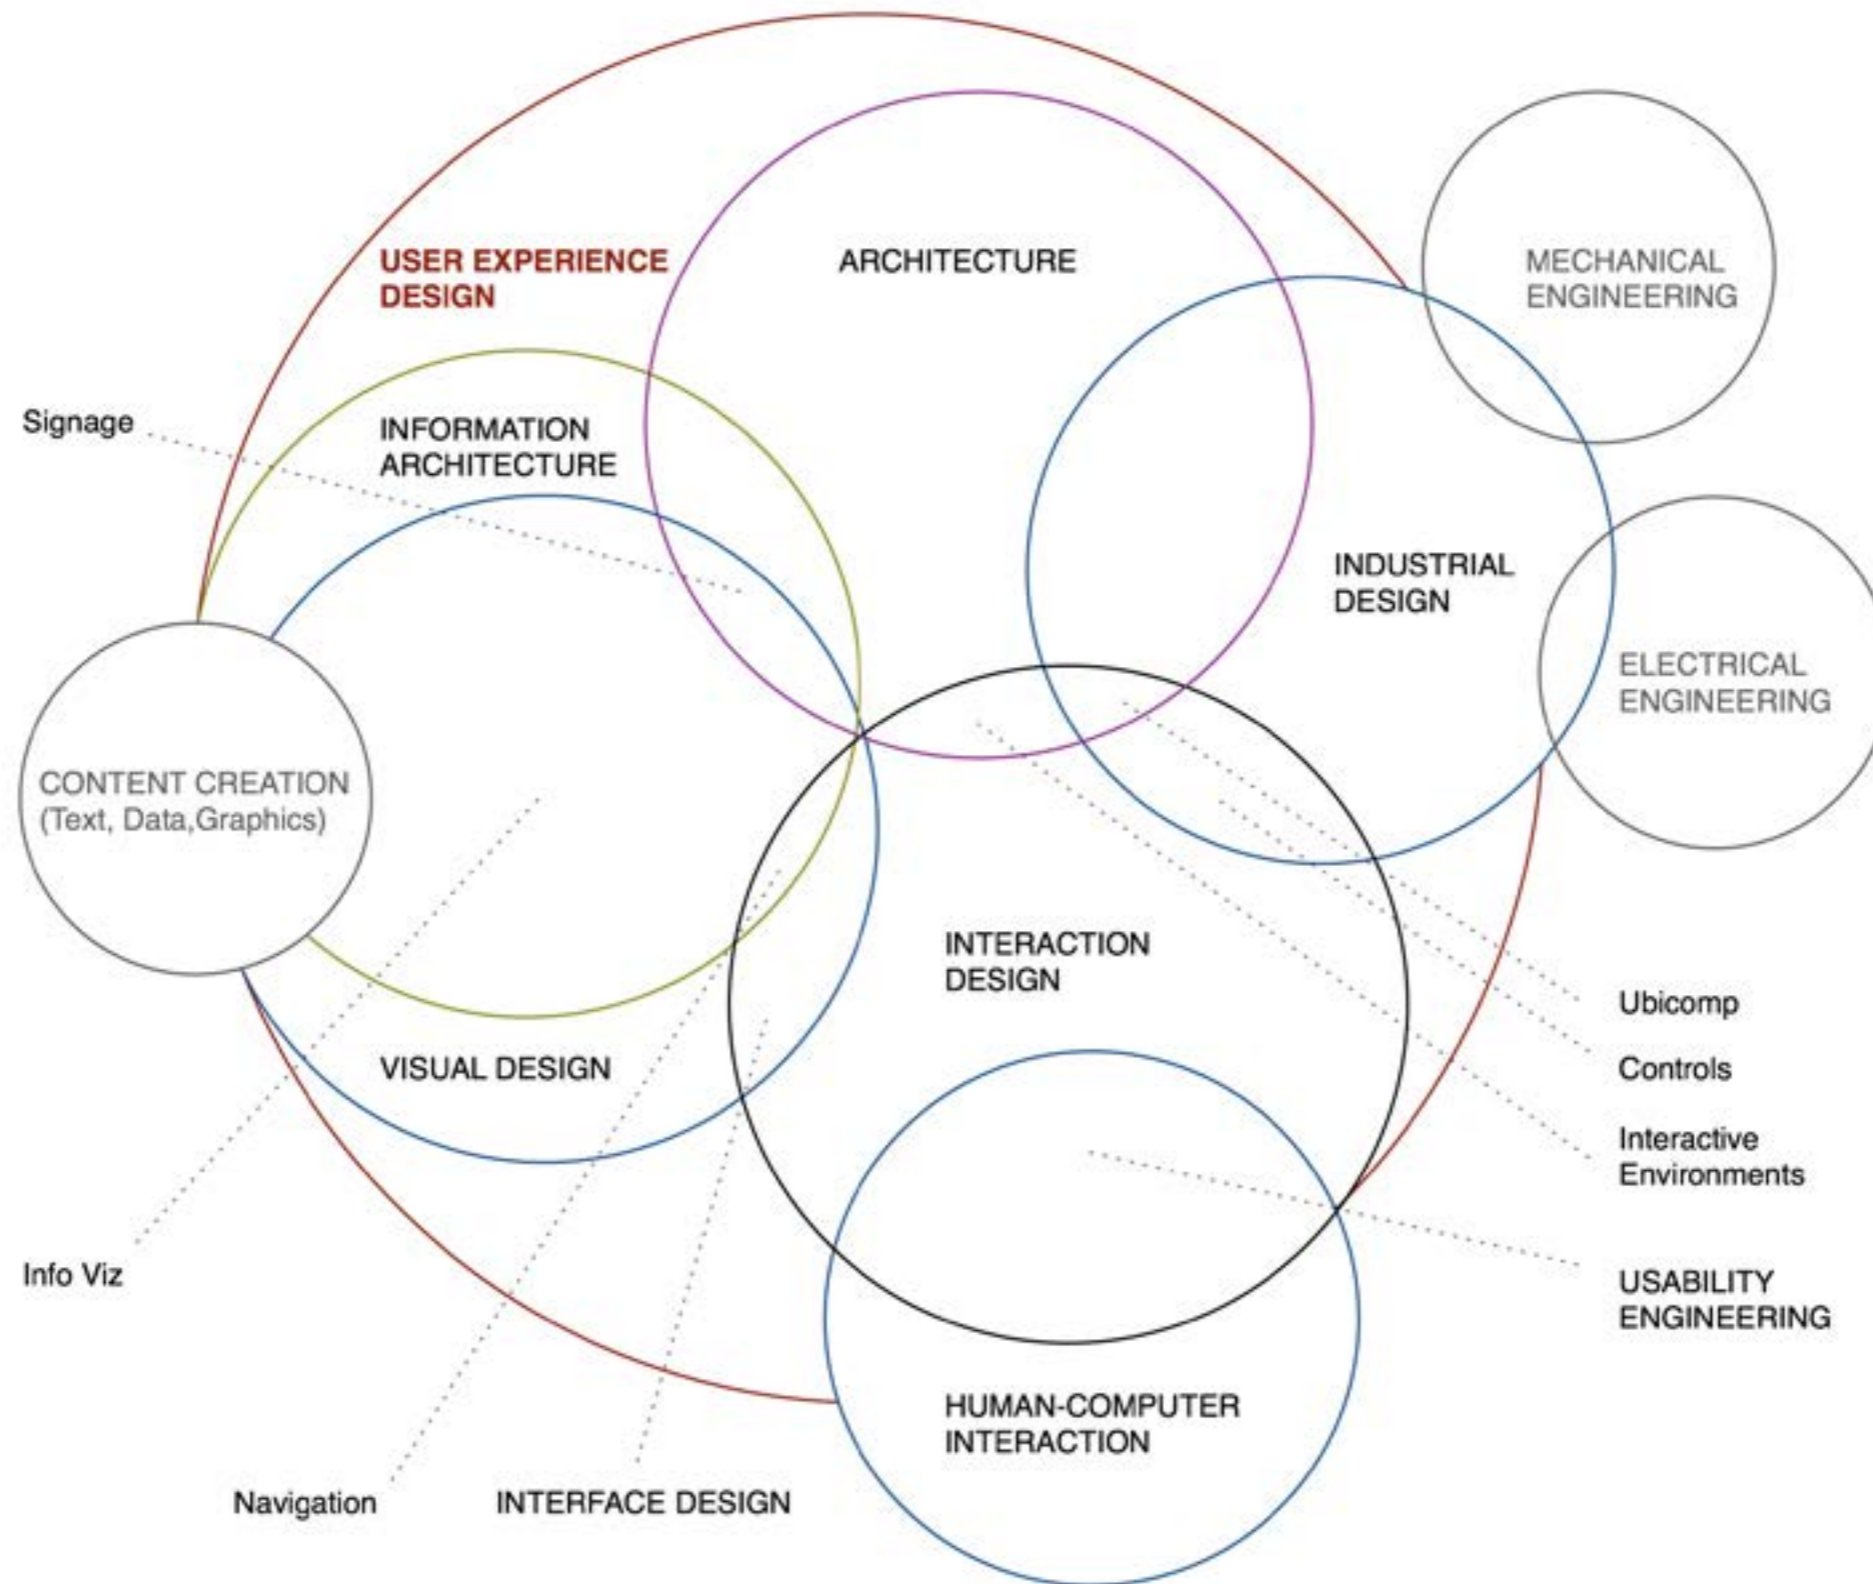 USER EXPERIENCE
DESIGN
ARCHITECTURE
MECHANICAL
ENGINEERING
Signage
INFORMATION
ARCHITECTURE
INDUSTRIAL
DESIGN
ELECTRICAL
ENGINEERING
CONTENT CREATION
(Text, Data,Graphics)
INTERACTION
DESIGN
VISUAL DESIGN
Ubicomp
Controls
Interactive
Environments
Info Viz
USABILITY
ENGINEERING
HUMAN-COMPUTER
INTERACTION
Navigation
INTERFACE DESIGN